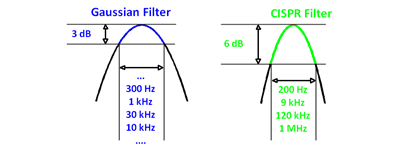 Gaussian Filter
3 dB
...
300 Hz
1 kHz
30 kHz
10 kHz
....
CISPR Filter
6 dB
200 Hz
9 kHz
120 kHz
1 MHz